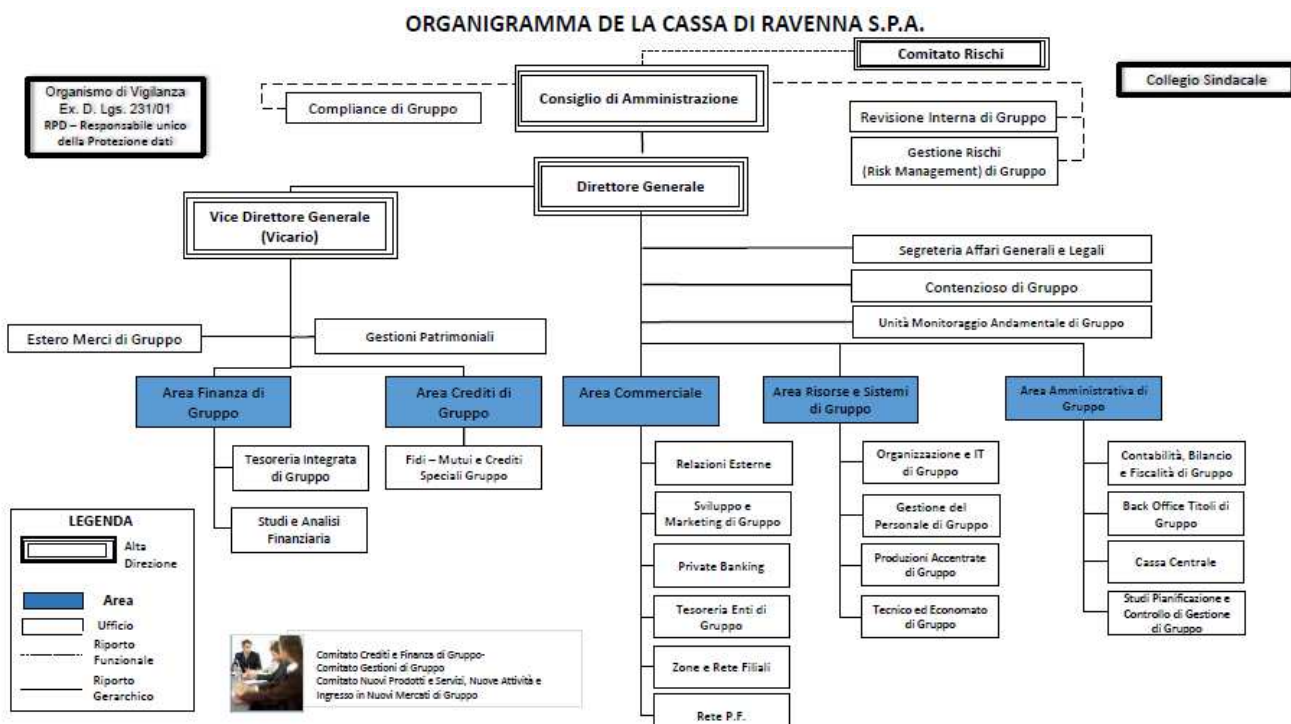 ORGANIGRAMMA DE LA CASSA DI RAVENNA S.P.A.
Comitato Rischi
Organismo di Vigilanza
Ex. D. Lgs. 231/01
RPD – Responsabile unico
della Protezione dati
Compliance di Gruppo
Consiglio di Amministrazione
Collegio Sindacale
Revisione Interna di Gruppo
Gestione Rischi
(Risk Management) di Gruppo
Direttore Generale
Vice Direttore Generale
(Vicario)
Segreteria Affari Generali e Legali
Contenzioso di Gruppo
Unità Monitoraggio Andamentale di Gruppo
Estero Merci di Gruppo
Gestioni Patrimoniali
Area Finanza di
Gruppo
Area Crediti di
Gruppo
Area Commerciale
Area Risorse e Sistemi
di Gruppo
Area Amministrativa di
Gruppo
Tesoreria Integrata
di Gruppo
Studi e Analisi
Finanziaria
Fidi – Mutui e Crediti
Speciali Gruppo
Relazioni Esterne
Sviluppo e
Marketing di Gruppo
Private Banking
Tesoreria Enti di
Gruppo
Zone e Rete Filiali
Rete P.F.
Organizzazione e IT
di Gruppo
Gestione del
Personale di Gruppo
Produzioni Accentrate
di Gruppo
Tecnico ed Economato
di Gruppo
Contabilità, Bilancio
e Fiscalità di Gruppo
Back Office Titoli di
Gruppo
Cassa Centrale
Studi Pianificazione e
Controllo di Gestione
di Gruppo
LEGENDA
Alta
Direzione
Area
Ufficio
Riporto
Funzionale
Riporto
Gerarchico
Comitato Crediti e Finanza di Gruppo-
Comitato Gestioni di Gruppo
Comitato Nuovi Prodotti e Servizi, Nuove Attività e
Ingresso in Nuovi Mercati di Gruppo